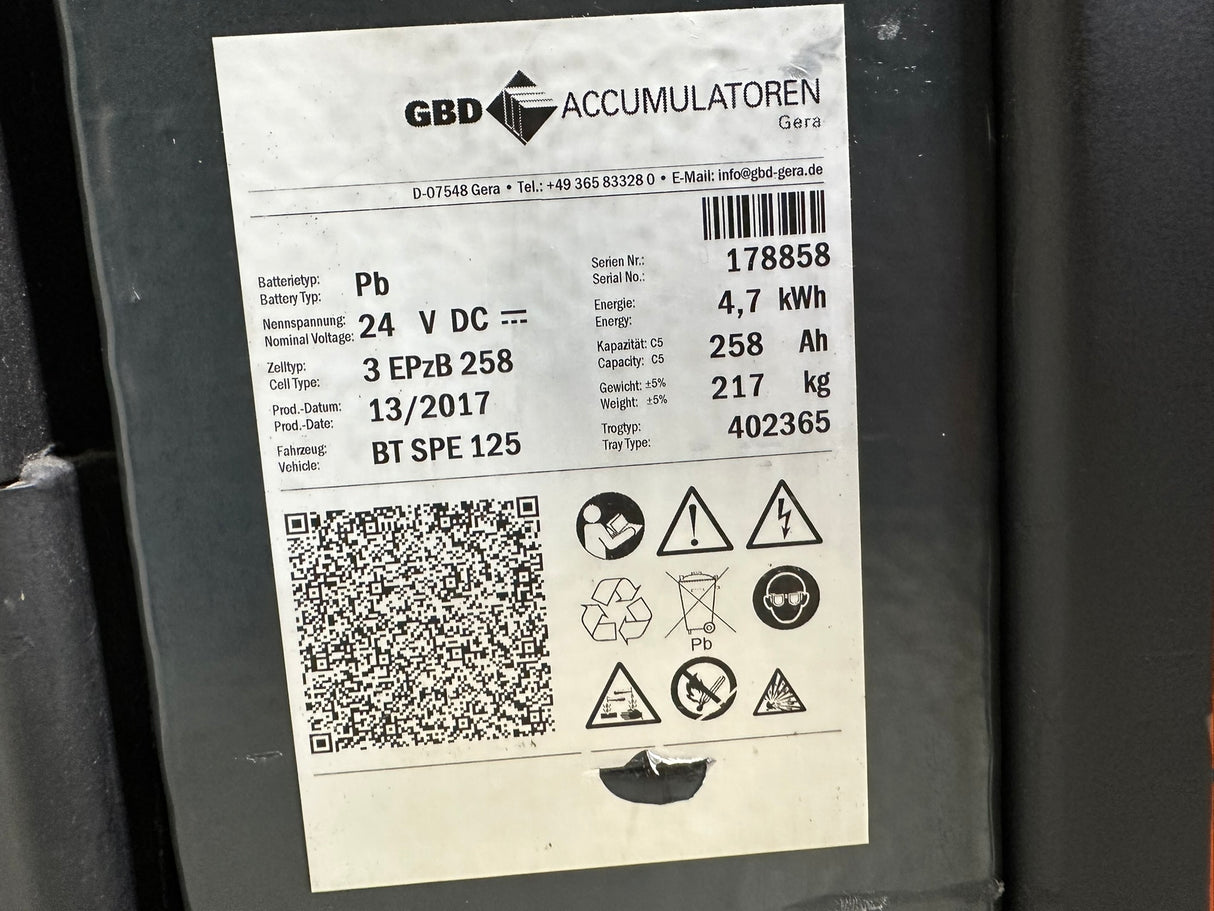 GBD ACCUMULATOREN
Gera
D-07548 Gera • Tel.: +49 365 83328 0 • E-Mail: info@gbd-gera.de
Batterietyp:
Battery Typ: Pb
Nennspannung:
Nominal Voltage: 24 V DC
Zelltyp:
Cell Type: 3 EPzB 258
Prod.-Datum:
Prod.-Date: 13/2017
Fahrzeug:
Vehicle: BT SPE 125
Serien Nr.:
Serial No.: 178858
Energie:
Energy: 4,7 kWh
Kapazität: C5
Capacity: C5 258 Ah
Gewicht: ±5%
Weight: ±5% 217 kg
Trogtyp:
Tray Type: 402365
Pb